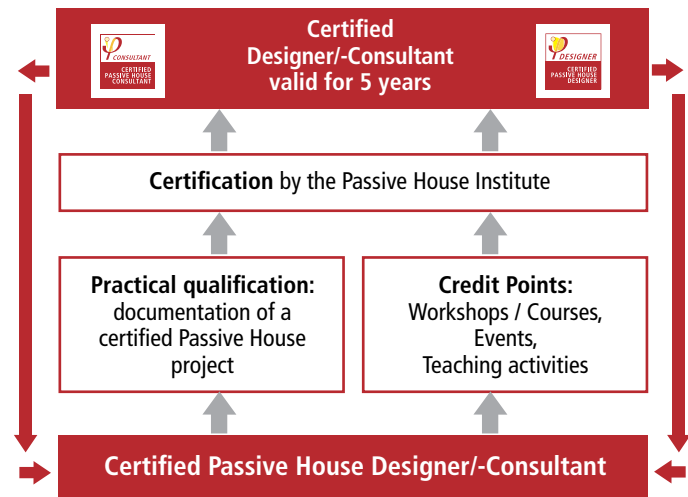 Certified
Designer/-Consultant
valid for 5 years
CONSULTANT
CERTIFIED
PASSIVE HOUSE
CONSULTANT
DESIGNER
CERTIFIED
PASSIVE HOUSE
DESIGNER
Certification by the Passive House Institute
Practical qualification:
documentation of a
certified Passive House
project
Credit Points:
Workshops / Courses,
Events,
Teaching activities
Certified Passive House Designer/-Consultant